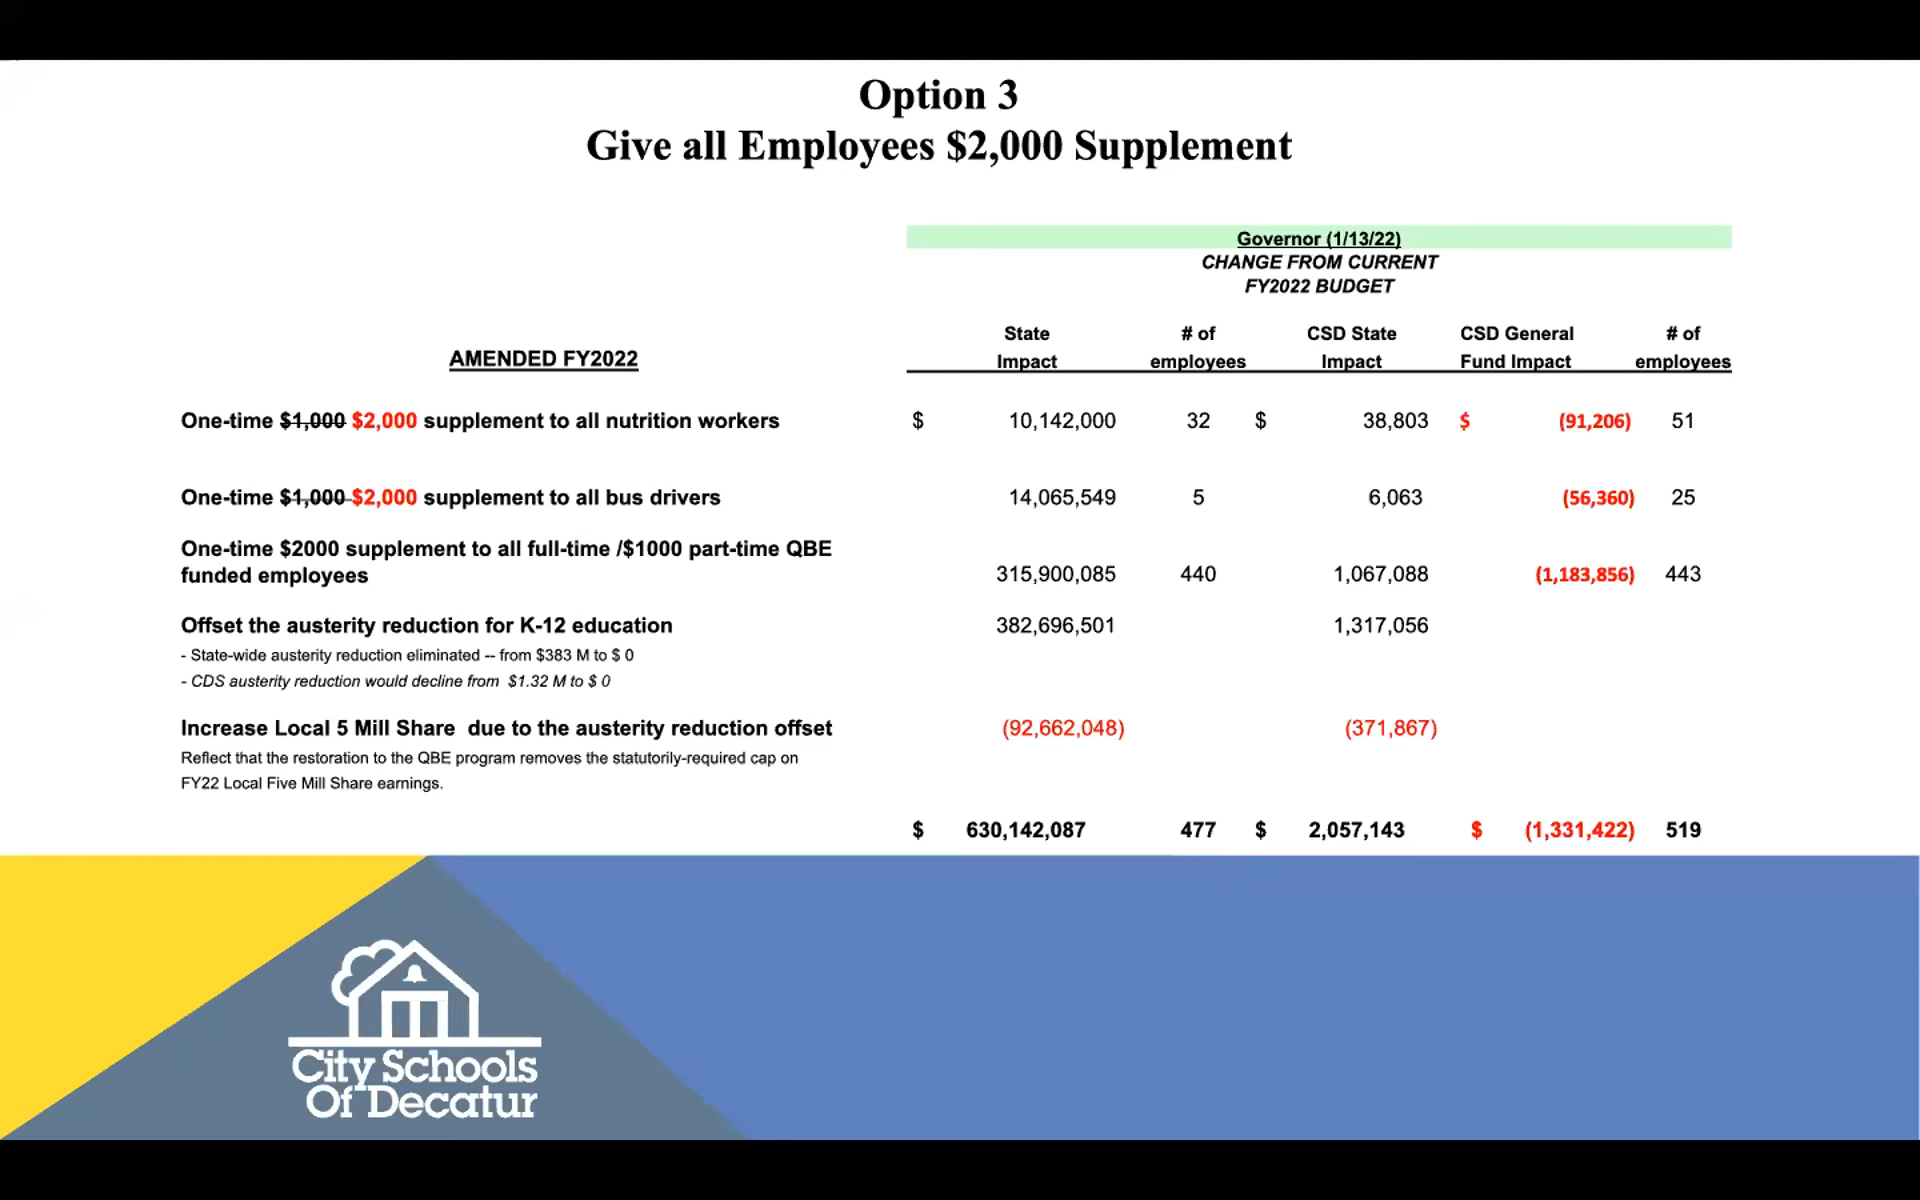 Option 3
Give all Employees $2,000 Supplement
Governor (1/13/22)
CHANGE FROM CURRENT
FY2022 BUDGET
AMENDED FY2022
State Impact
# of employees
CSD State Impact
CSD General Fund Impact
# of employees
One-time $1,000 $2,000 supplement to all nutrition workers $ 10,142,000 32 $ 38,803 $ (91,206) 51
One-time $1,000 $2,000 supplement to all bus drivers 14,065,549 5 6,063 (56,360) 25
One-time $2000 supplement to all full-time /$1000 part-time QBE
funded employees 315,900,085 440 1,067,088 (1,183,856) 443
Offset the austerity reduction for K-12 education 382,696,501 1,317,056
- State-wide austerity reduction eliminated -- from $383 M to $ 0
- CDS austerity reduction would decline from $1.32 M to $ 0
Increase Local 5 Mill Share due to the austerity reduction offset (92,662,048) (371,867)
Reflect that the restoration to the QBE program removes the statutorily-required cap on
FY22 Local Five Mill Share earnings.
$ 630,142,087 477 $ 2,057,143 $ (1,331,422) 519
City Schools
Of Decatur